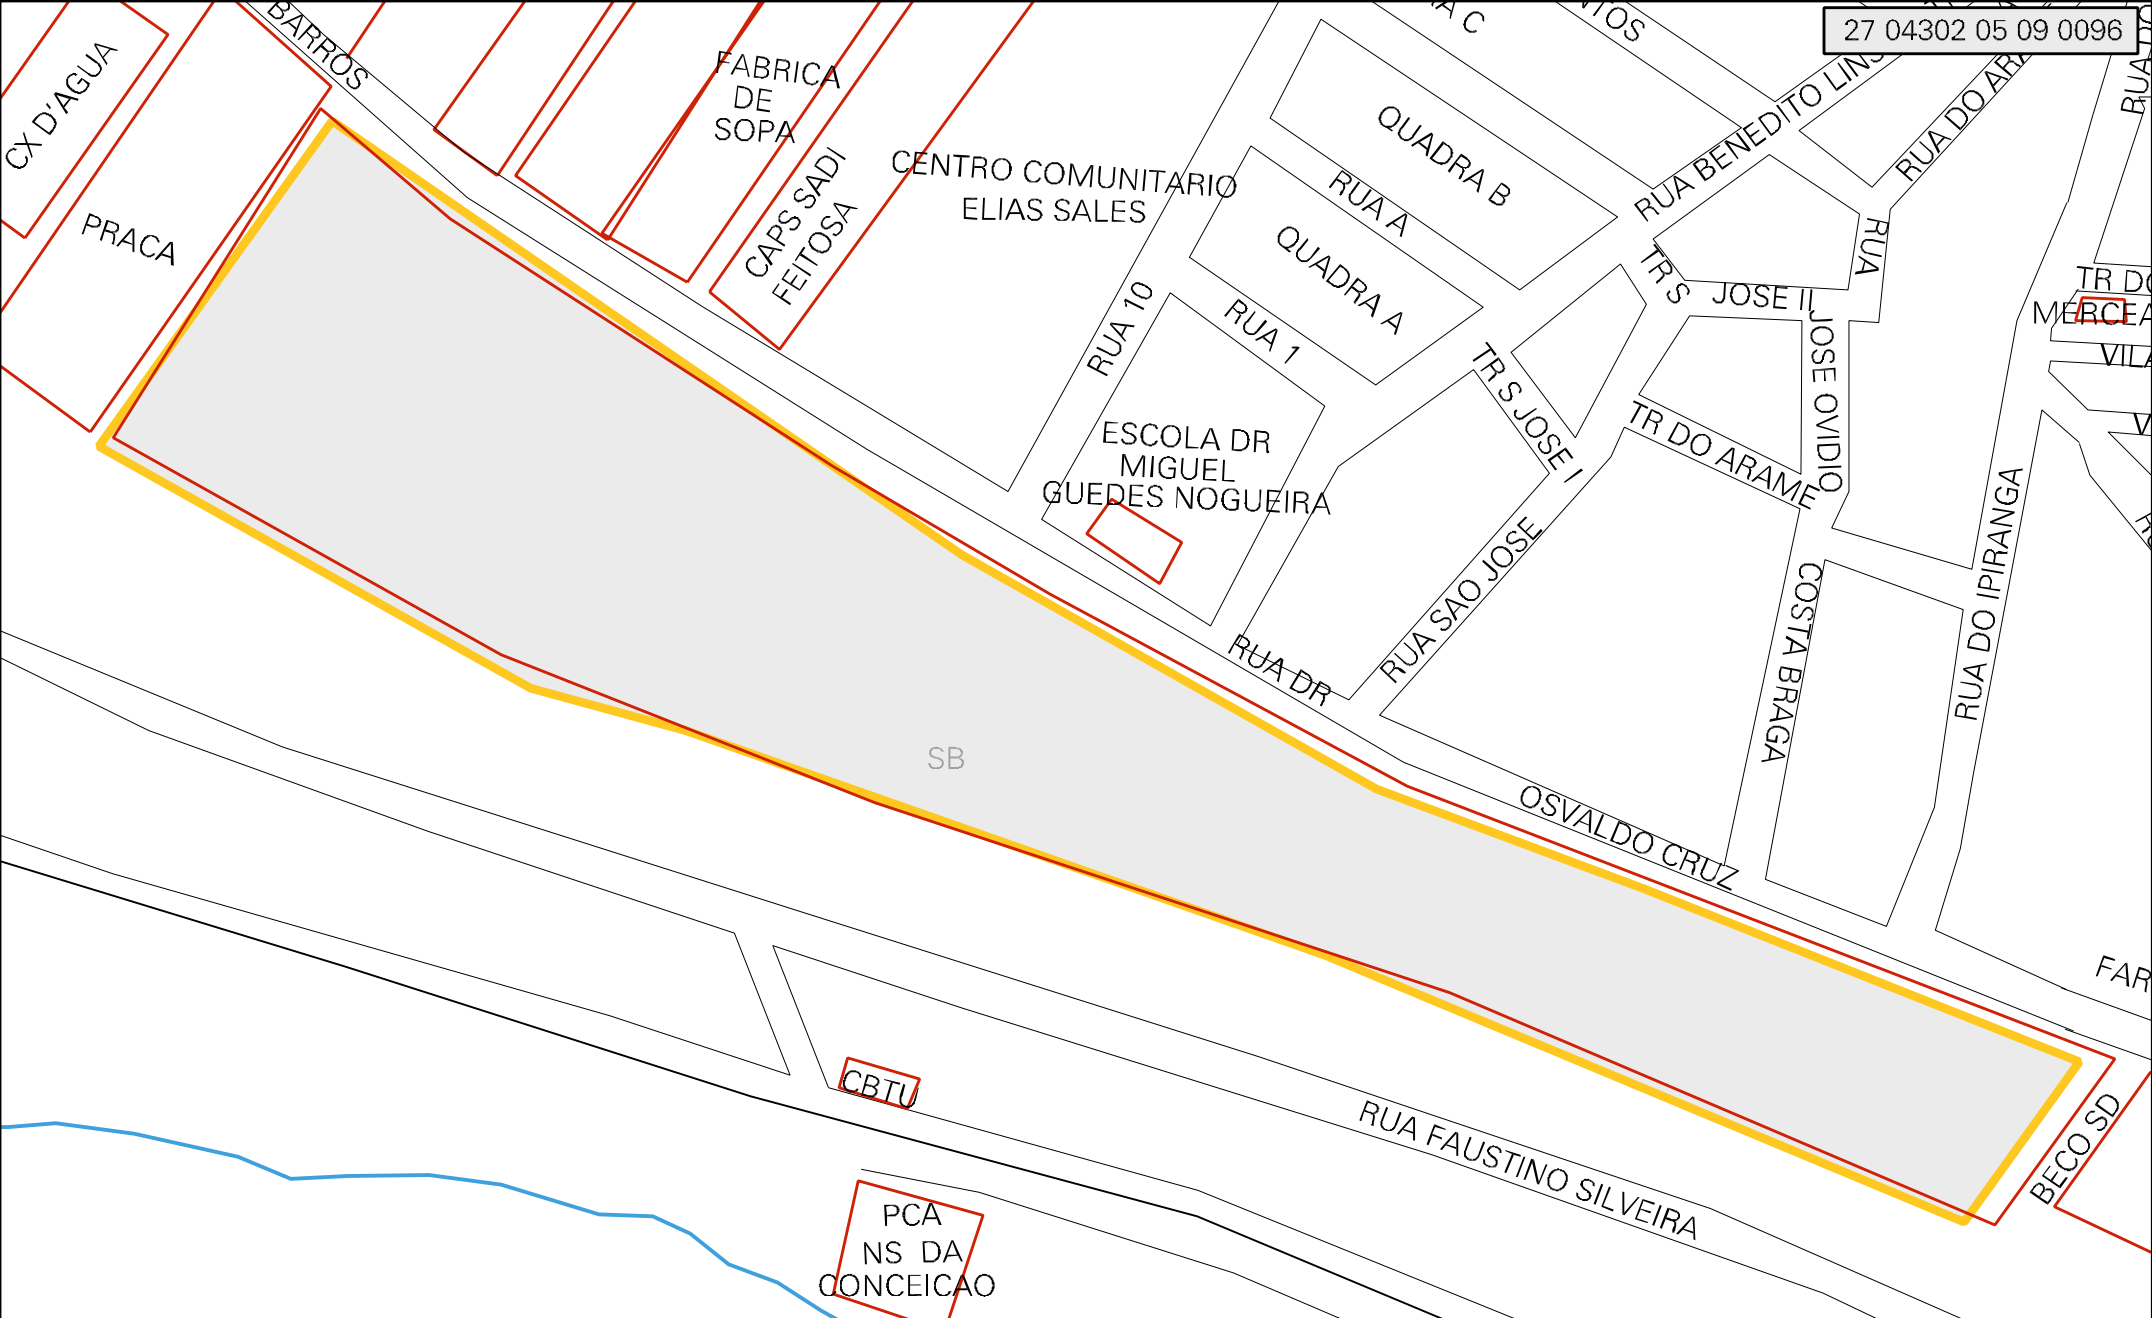 27 04302 05 09 0096
BARROS
CX D'AGUA
PRACA
FABRICA
DE
SOPA
CAPS SADI
FEITOSA
CENTRO COMUNITARIO
ELIAS SALES
QUADRA B
RUA A
QUADRA A
RUA 1
RUA 10
RUA BENEDITO LINS
RUA
TR S
JOSE II
JOSE OVIDIO
TR S JOSE I
TR DO ARAME
ESCOLA DR
MIGUEL
GUEDES NOGUEIRA
RUA SAO JOSE
COSTA BRAGA
RUA DO IPIRANGA
RUA DR
OSVALDO CRUZ
SB
CBTU
RUA FAUSTINO SILVEIRA
BECO SD
PCA
NS DA
CONCEICAO